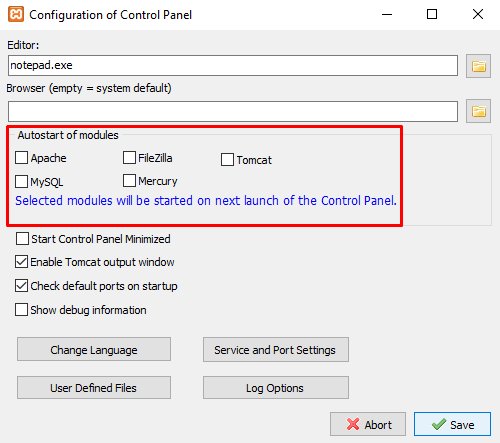 Configuration of Control Panel
Editor:
notepad.exe
Browser (empty = system default)
Autostart of modules
Apache FileZilla Tomcat
MySQL Mercury
Selected modules will be started on next launch of the Control Panel.
Start Control Panel Minimized
Enable Tomcat output window
Check default ports on startup
Show debug information
Change Language Service and Port Settings
User Defined Files Log Options
Abort Save